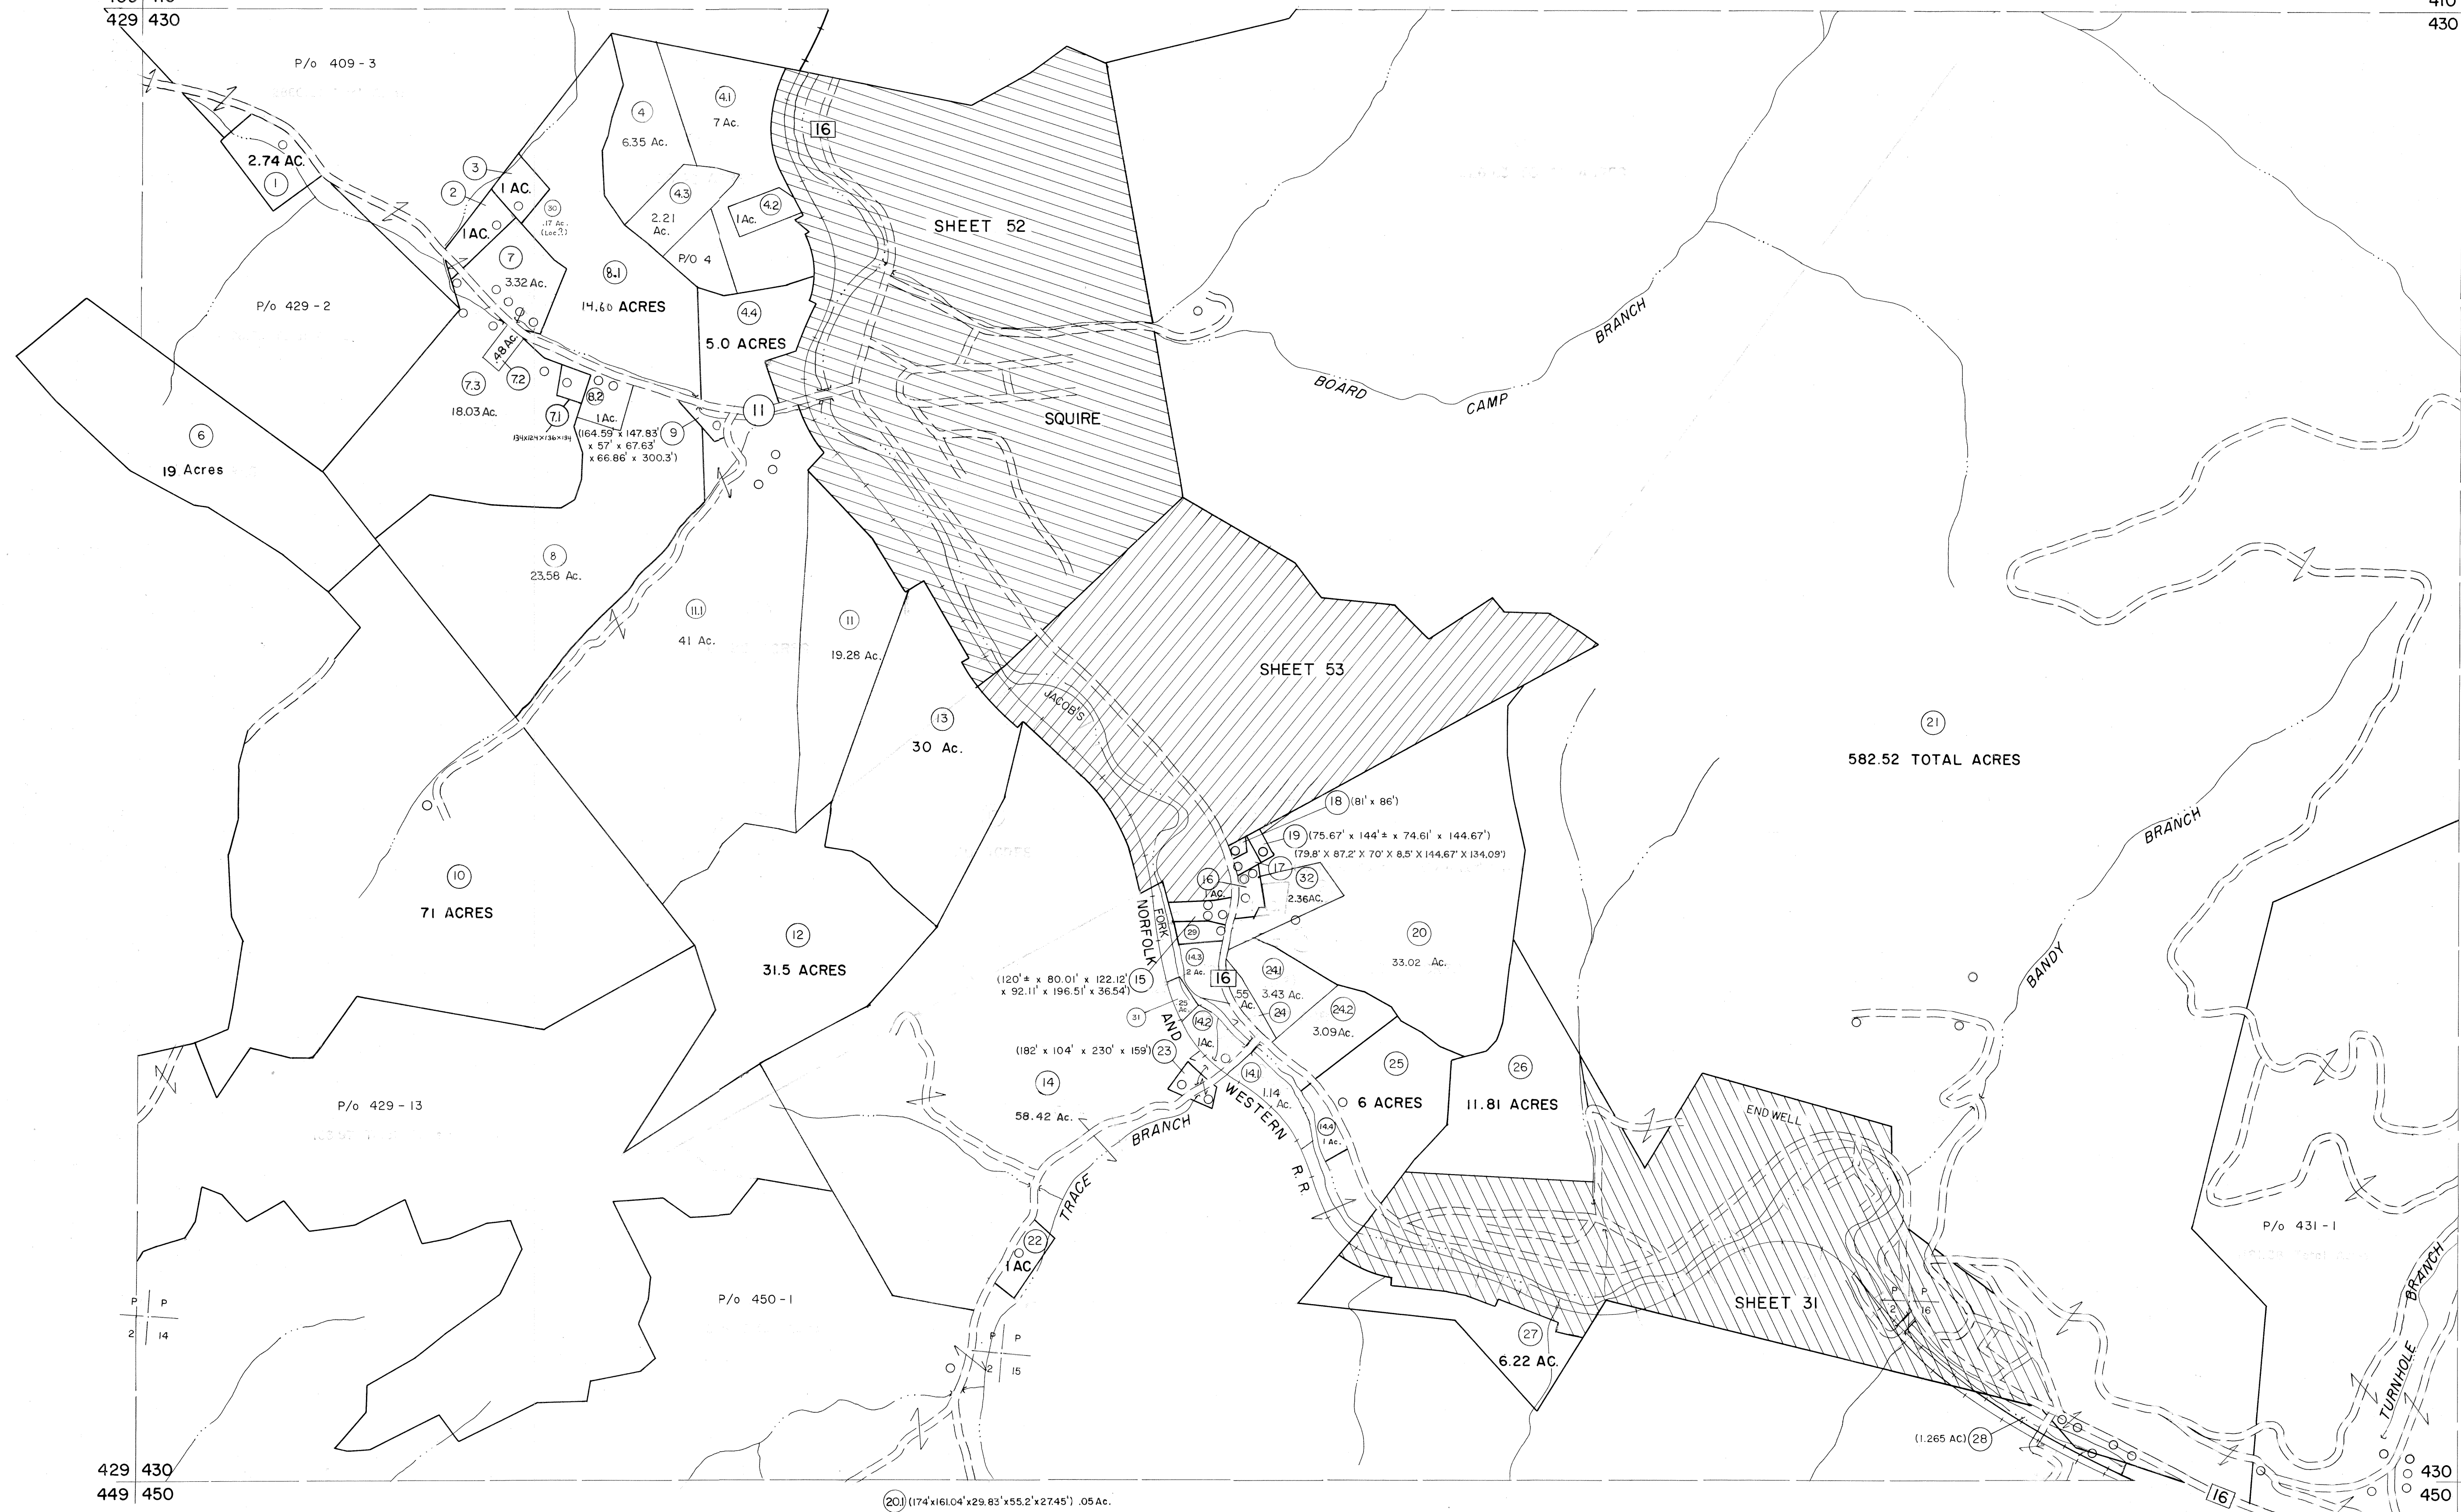 429 430
410
430
P/o 409-3
2.74 AC.
1
3
2
1 AC.
1 AC.
30
.17 Ac.
(Loc.?)
4
6.35 Ac.
4.1
7 Ac.
4.3
2.21
Ac.
4.2
1 Ac.
P/O 4
16
SHEET 52
7
3.32 Ac.
8.1
14.60 ACRES
4.4
5.0 ACRES
P/o 429-2
.48 Ac.
7.2
7.3
18.03 Ac.
7.1
134x124x136x134
8.2
1 Ac.
(164.59' x 147.83'
x 57' x 67.63'
x 66.86' x 300.3')
9
11
SQUIRE
BOARD
CAMP
BRANCH
6
19 Acres
8
23.58 Ac.
11.1
41 Ac.
11
19.28 Ac.
SHEET 53
JACOB'S
13
30 Ac.
21
582.52 TOTAL ACRES
18 (81' x 86')
19 (75.67' x 144'± x 74.61' x 144.67')
(79.8' X 87.2' X 70' X 8.5' X 144.67' X 134.09')
17
16
1 AC.
32
2.36 AC.
10
71 ACRES
12
31.5 ACRES
NORFOLK
FORK
29
20
33.02 Ac.
BANDY
BRANCH
14.3
2 Ac.
16
(120'± x 80.01' x 122.12'
x 92.11' x 196.51' x 36.54')
15
24.1
3.43 Ac.
.55
Ac.
24
24.2
3.09 Ac.
31
.25
Ac.
AND
14.2
1 Ac.
(182' x 104' x 230' x 159') 23
14
58.42 Ac.
14.1
1.14
Ac.
WESTERN
R. R.
25
6 ACRES
26
11.81 ACRES
14.4
1 Ac.
ENDWELL
P/o 429-13
TRACE
BRANCH
22
1 AC
P/o 431-1
P/o 450-1
P P
2 14
P P
2 15
P P
2 16
SHEET 31
27
6.22 AC.
TURNHOLE
BRANCH
(1.265 AC) 28
429 430
449 450
20.1 (174'x161.04'x29.83'x55.2'x27.45') .05 Ac.
16
430
450